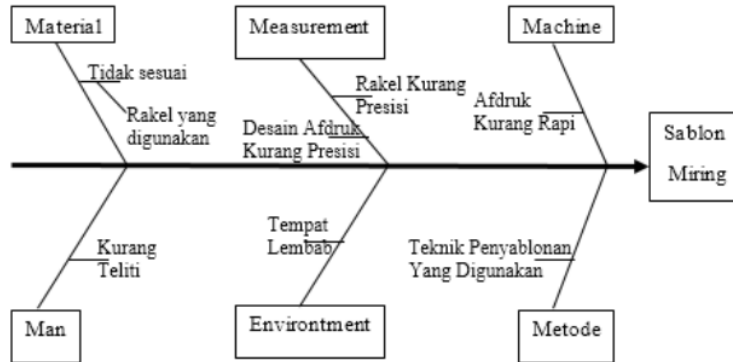 Material
Measurement
Machine
Tidak sesuai
Rakel yang
digunakan
Rakel Kurang
Presisi
Desain Afdruk
Kurang Presisi
Afdruk
Kurang Rapi
Sablon
Miring
Kurang
Teliti
Tempat
Lembab
Teknik Penyablonan
Yang Digunakan
Man
Environtment
Metode